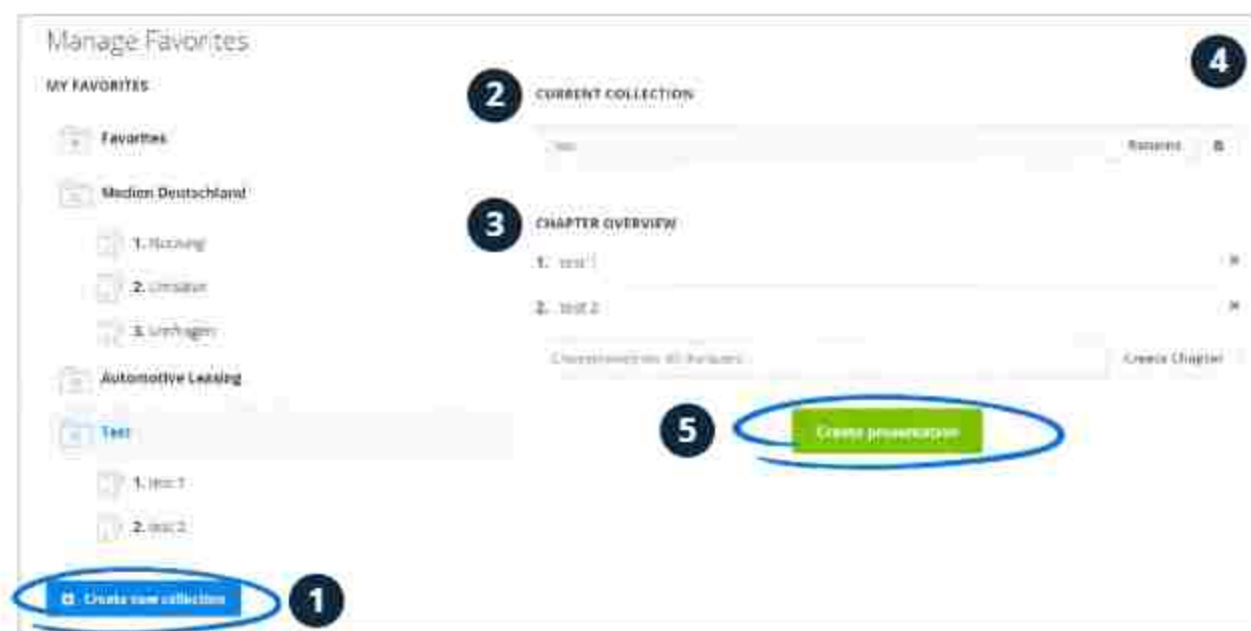 Manage Favorites
MY FAVORITES
Favorites
Medien Deutschland
1. Nutzung
2. Umsätze
3. Umfragen
Automotive Leasing
Test
1. test 1
2. test 2
Create new collection
1
2
CURRENT COLLECTION
Rename
4
3
CHAPTER OVERVIEW
1. test 1
2. test 2
Create Chapter
5
Create presentation